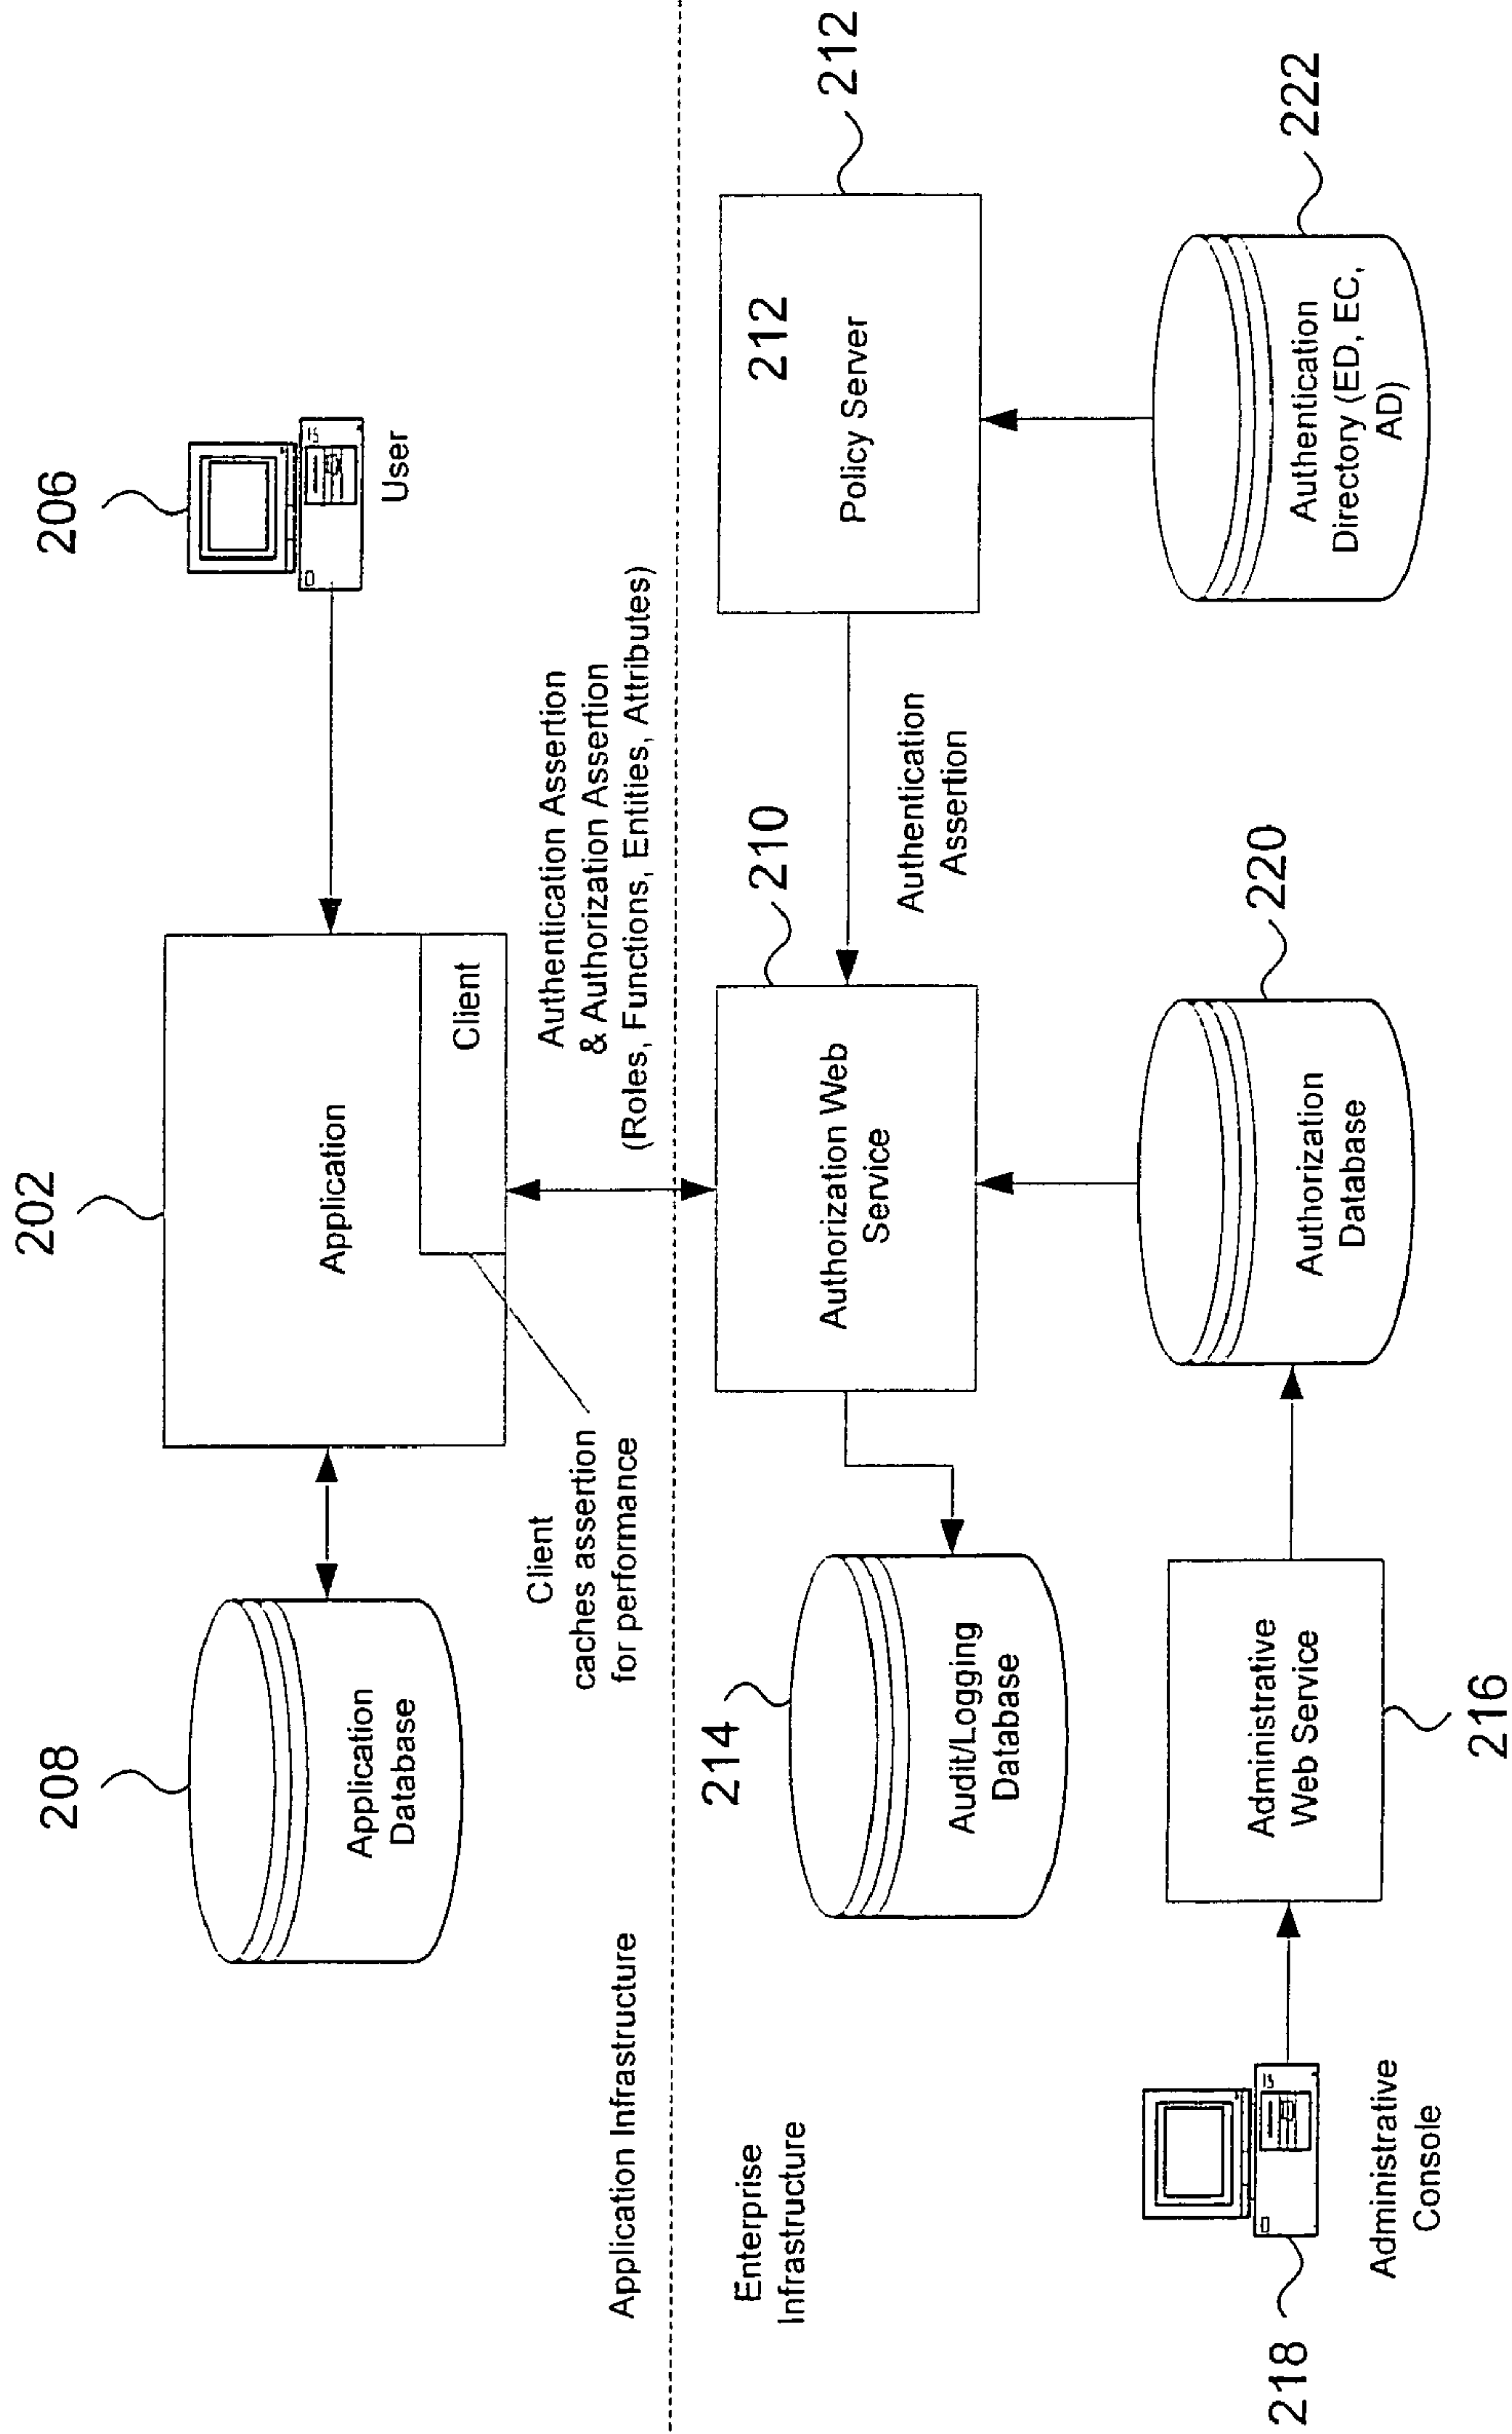 202
206
208
Application
Client
User
Application
Database
Client
caches assertion
for performance
Authentication Assertion
& Authorization Assertion
(Roles, Functions, Entities, Attributes)
Application Infrastructure
Enterprise
Infrastructure
214
210
212
212
Audit/Logging
Database
Authorization Web
Service
Authentication
Assertion
Policy Server
218
Administrative
Console
Administrative
Web Service
216
220
Authorization
Database
222
Authentication
Directory (ED, EC,
AD)